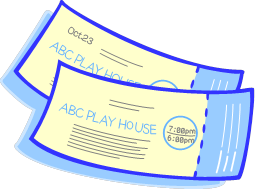 Oct.23
ABC PLAY HOUSE
ABC PLAY HOUSE
7:00pm
6:00pm